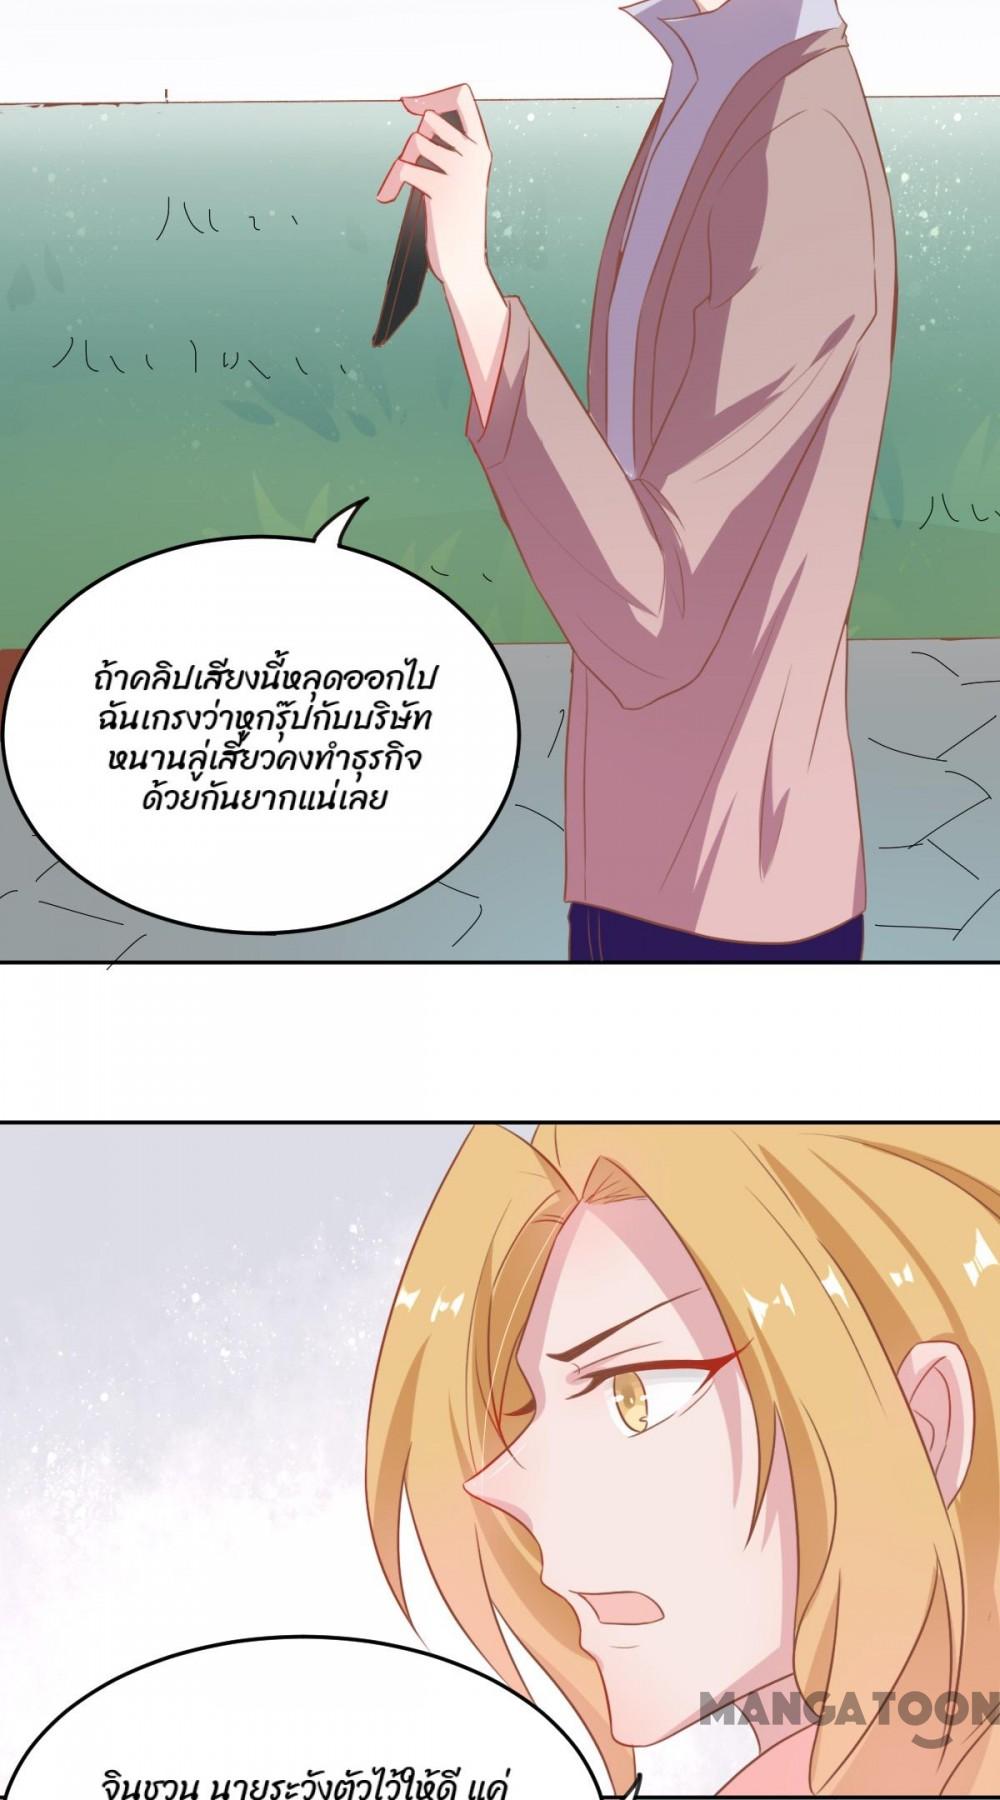 ถ้าคลิปเสียงนี้หลุดออกไป
ฉันเกรงว่าหูกรุ๊ปกับบริษัท
หนานลู่เสี่ยวคงทำธุรกิจ
ด้วยกันยากแน่เลย
MANGATOON
จินชวน นายระวังตัวไว้ให้ดี แค่